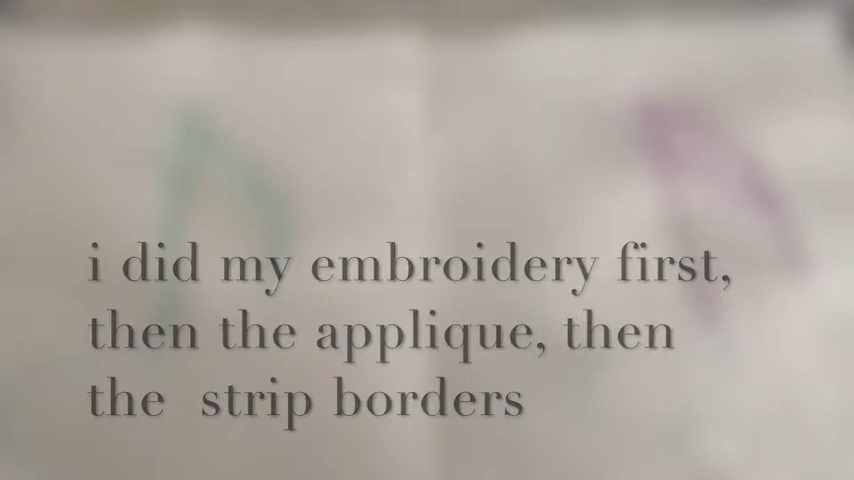 i did my embroidery first,
then the applique, then
the strip borders